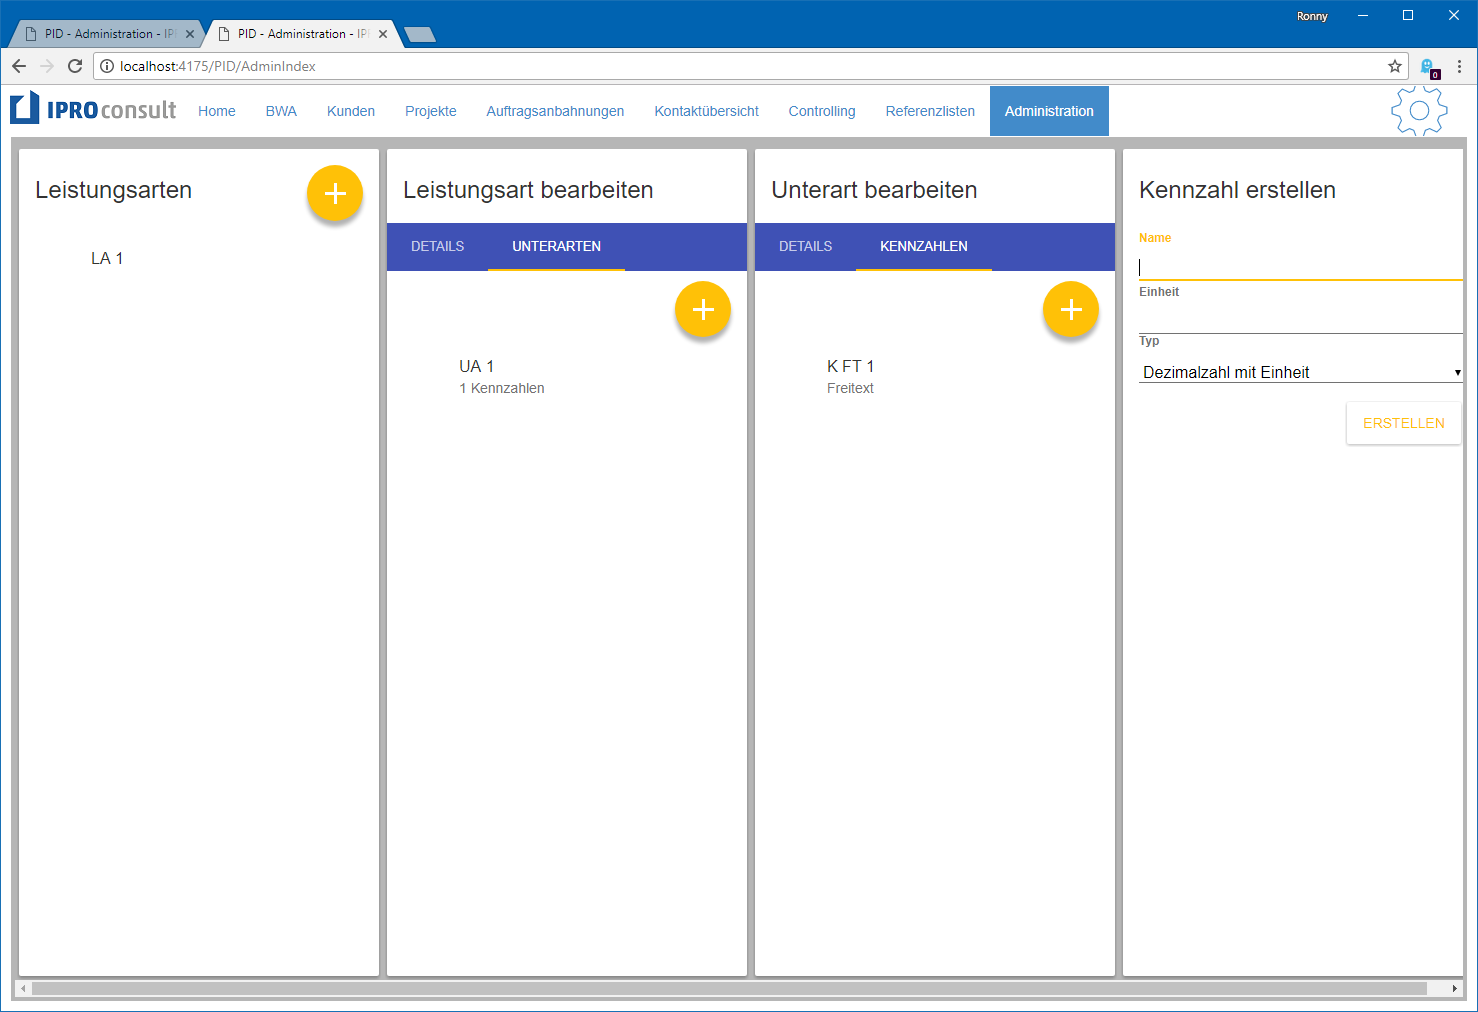 Ronny
PID - Administration - IP
PID - Administration - IP
localhost:4175/PID/AdminIndex
0
IPROconsult
Home
BWA
Kunden
Projekte
Auftragsanbahnungen
Kontaktübersicht
Controlling
Referenzlisten
Administration
Leistungsarten
LA 1
Leistungsart bearbeiten
DETAILS
UNTERARTEN
UA 1
1 Kennzahlen
Unterart bearbeiten
DETAILS
KENNZAHLEN
K FT 1
Freitext
Kennzahl erstellen
Name
Einheit
Typ
Dezimalzahl mit Einheit
ERSTELLEN